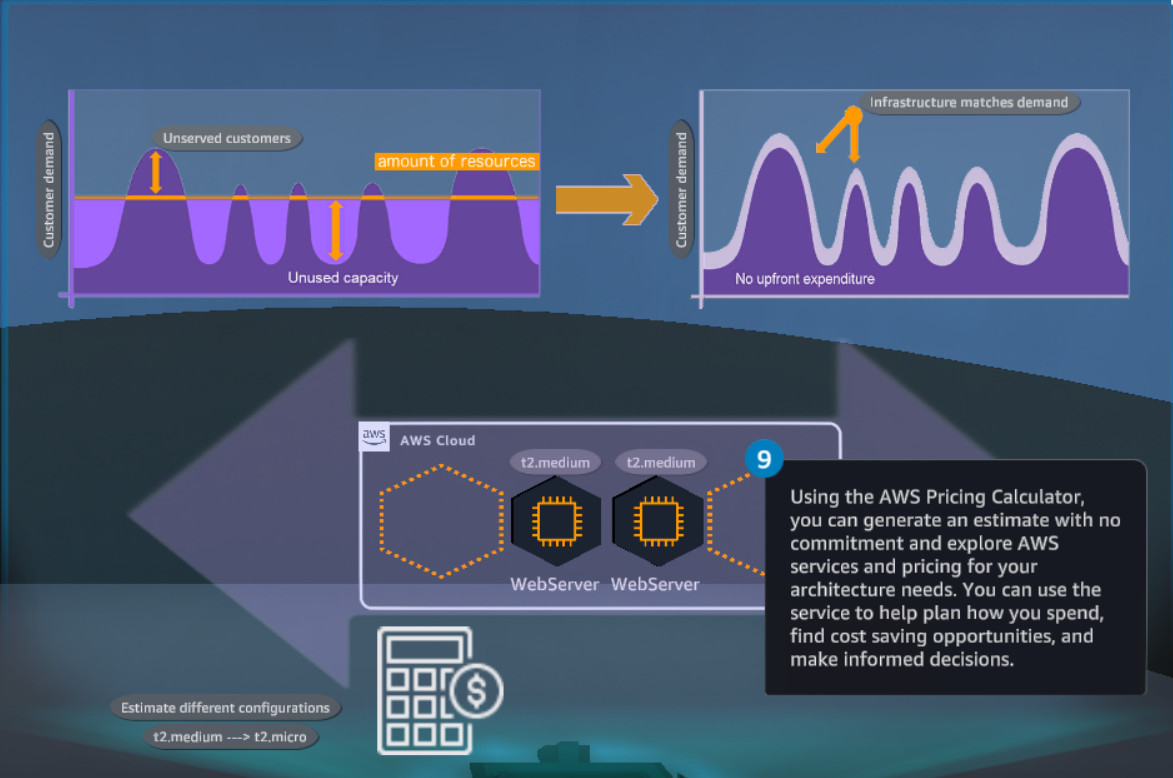 Customer demand
Unserved customers
amount of resources
Unused capacity
Customer demand
Infrastructure matches demand
No upfront expenditure
aws
AWS Cloud
t2.medium
t2.medium
WebServer
WebServer
9
Using the AWS Pricing Calculator,
you can generate an estimate with no
commitment and explore AWS
services and pricing for your
architecture needs. You can use the
service to help plan how you spend,
find cost saving opportunities, and
make informed decisions.
$
Estimate different configurations
t2.medium ---> t2.micro